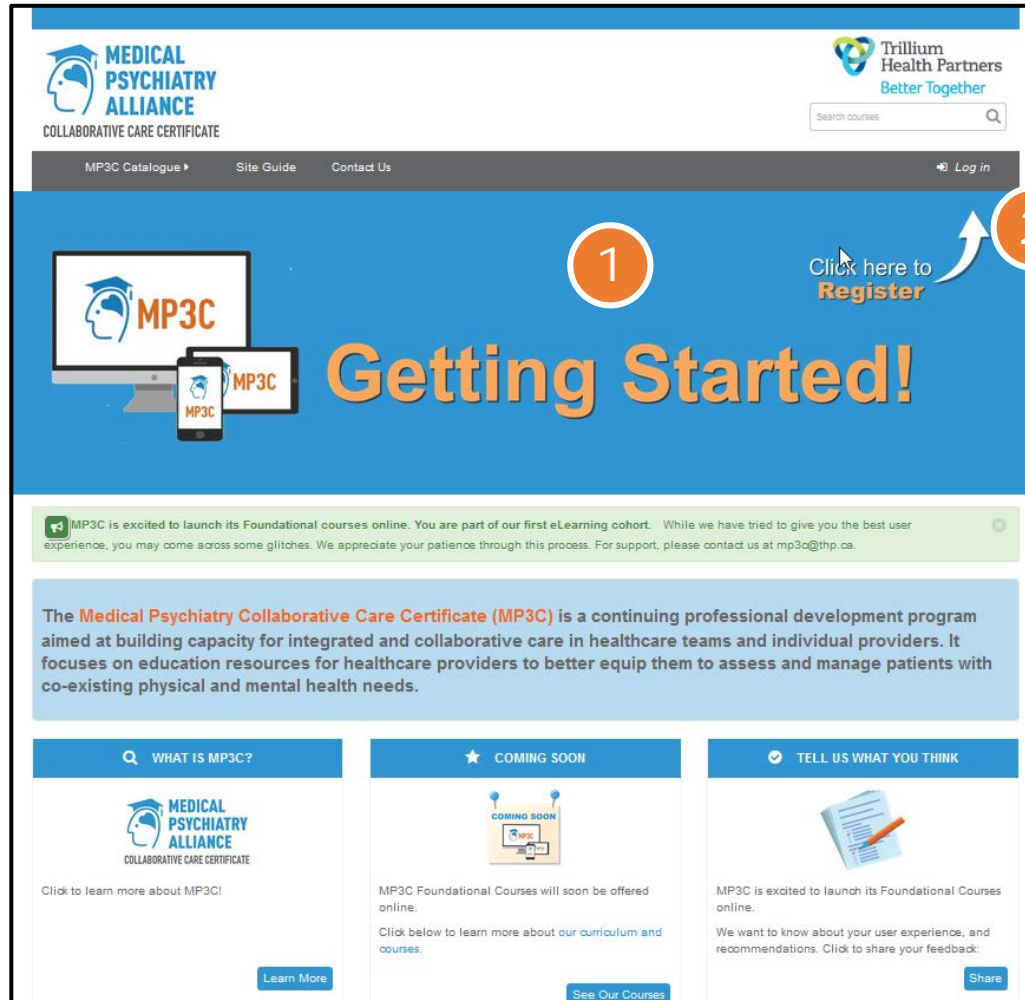 MEDICAL
PSYCHIATRY
ALLIANCE
COLLABORATIVE CARE CERTIFICATE
Trillium
Health Partners
Better Together
Search courses
MP3C Catalogue
Site Guide
Contact Us
Log in
1
2
Click here to
Register
MP3C
MP3C
MP3C
Getting Started!
MP3C is excited to launch its Foundational courses online. You are part of our first eLearning cohort. While we have tried to give you the best user
experience, you may come across some glitches. We appreciate your patience through this process. For support, please contact us at mp3c@thp.ca.
The Medical Psychiatry Collaborative Care Certificate (MP3C) is a continuing professional development program
aimed at building capacity for integrated and collaborative care in healthcare teams and individual providers. It
focuses on education resources for healthcare providers to better equip them to assess and manage patients with
co-existing physical and mental health needs.
WHAT IS MP3C?
MEDICAL
PSYCHIATRY
ALLIANCE
COLLABORATIVE CARE CERTIFICATE
Click to learn more about MP3C!
Learn More
COMING SOON
COMING SOON
MP3C
MP3C Foundational Courses will soon be offered
online.
Click below to learn more about our curriculum and
courses.
See Our Courses
TELL US WHAT YOU THINK
MP3C is excited to launch its Foundational Courses
online.
We want to know about your user experience, and
recommendations. Click to share your feedback:
Share